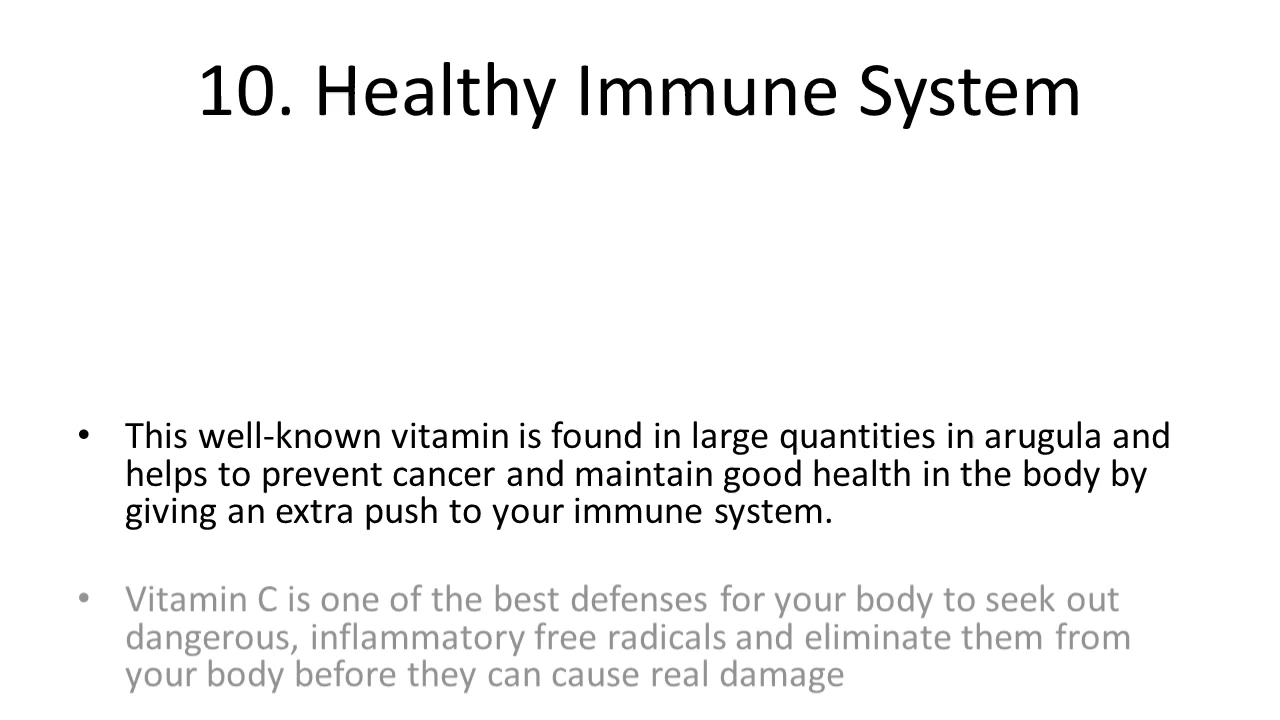 10. Healthy Immune System
• This well-known vitamin is found in large quantities in arugula and
helps to prevent cancer and maintain good health in the body by
giving an extra push to your immune system.
• Vitamin C is one of the best defenses for your body to seek out
dangerous, inflammatory free radicals and eliminate them from
your body before they can cause real damage